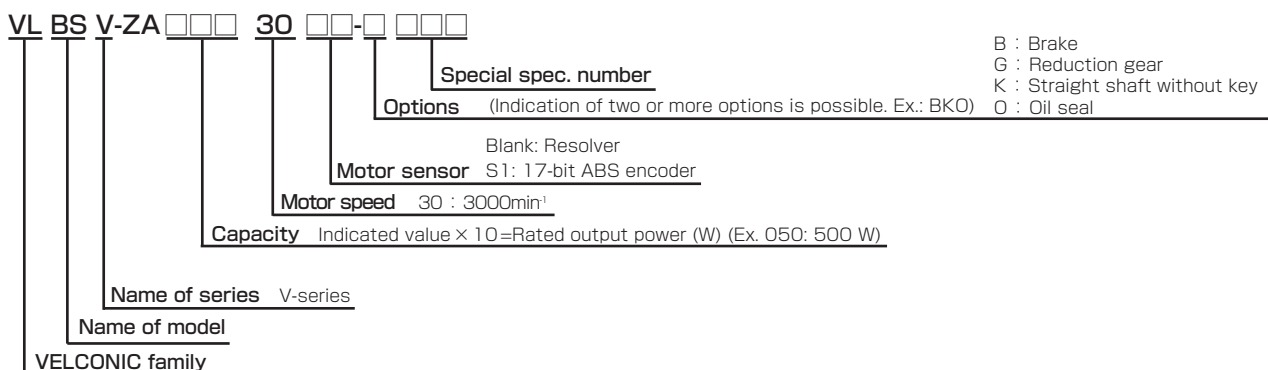 VL BS V-ZA□□□ 30 □□-□ □□□
B : Brake
G : Reduction gear
Special spec. number K : Straight shaft without key
Options (Indication of two or more options is possible. Ex.: BKO) O : Oil seal
Blank: Resolver
Motor sensor S1: 17-bit ABS encoder
Motor speed 30 : 3000min⁻¹
Capacity Indicated value × 10=Rated output power (W) (Ex. 050: 500 W)
Name of series V-series
Name of model
VELCONIC family